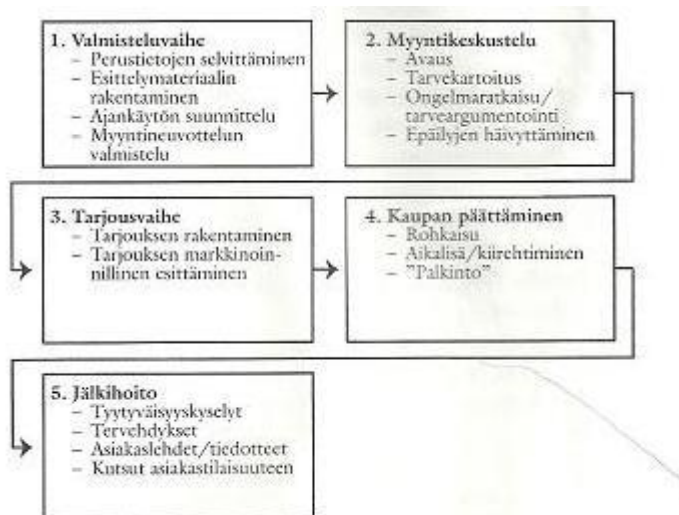 1. Valmisteluvaihe
– Perustietojen selvittäminen
– Esittelymateriaalin
rakentaminen
– Ajankäytön suunnittelu
– Myyntineuvottelun
valmistelu
2. Myyntikeskustelu
– Avaus
– Tarvekartoitus
– Ongelmaratkaisu/
tarveargumentointi
– Epäilyjen häivyttäminen
3. Tarjousvaihe
– Tarjouksen rakentaminen
– Tarjouksen markkinoin-
nillinen esittäminen
4. Kaupan päättäminen
– Rohkaisu
– Aikalisä/kiirehtiminen
– ”Palkinto”
5. Jälkihoito
– Tyytyväisyyskyselyt
– Tervehdykset
– Asiakaslehdet/tiedotteet
– Kutsut asiakastilaisuuteen